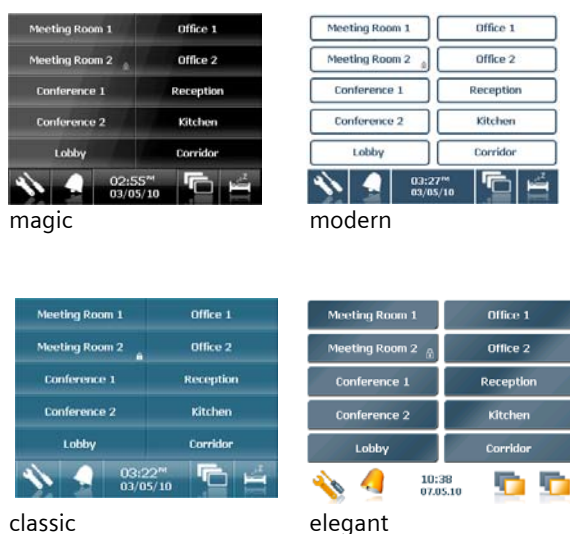 Meeting Room 1 Office 1
Meeting Room 2 Office 2
Conference 1 Reception
Conference 2 Kitchen
Lobby Corridor
02:55PM
03/05/10
magic
Meeting Room 1 Office 1
Meeting Room 2 Office 2
Conference 1 Reception
Conference 2 Kitchen
Lobby Corridor
03:27PM
03/05/10
modern
Meeting Room 1 Office 1
Meeting Room 2 Office 2
Conference 1 Reception
Conference 2 Kitchen
Lobby Corridor
03:22PM
03/05/10
classic
Meeting Room 1 Office 1
Meeting Room 2 Office 2
Conference 1 Reception
Conference 2 Kitchen
Lobby Corridor
10:38
07.05.10
elegant